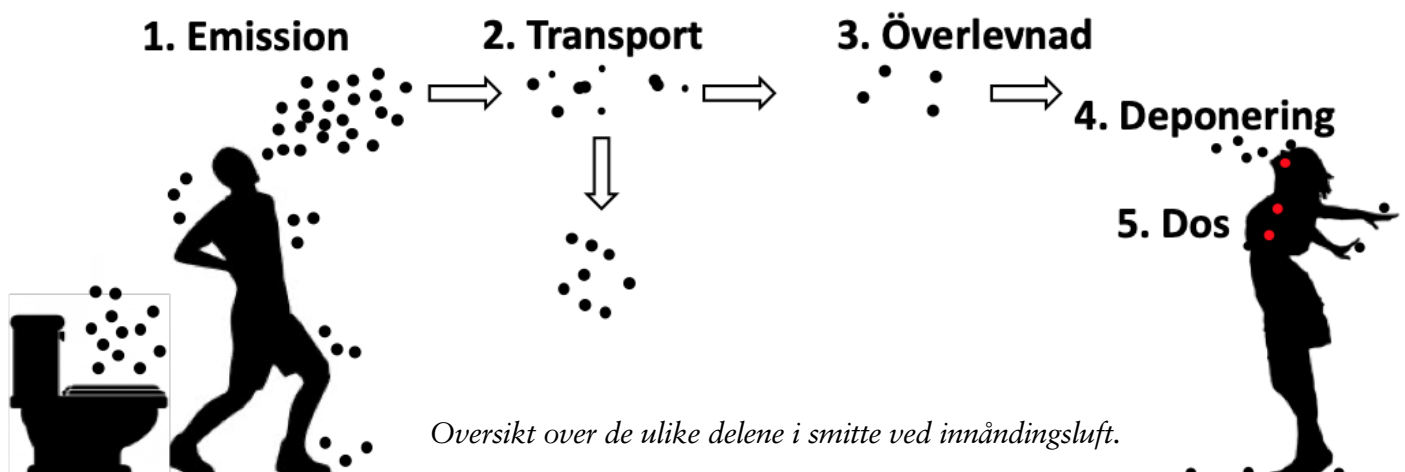 1. Emission
2. Transport
3. Överlevnad
4. Deponering
5. Dos
Oversikt over de ulike delene i smitte ved innåndingsluft.